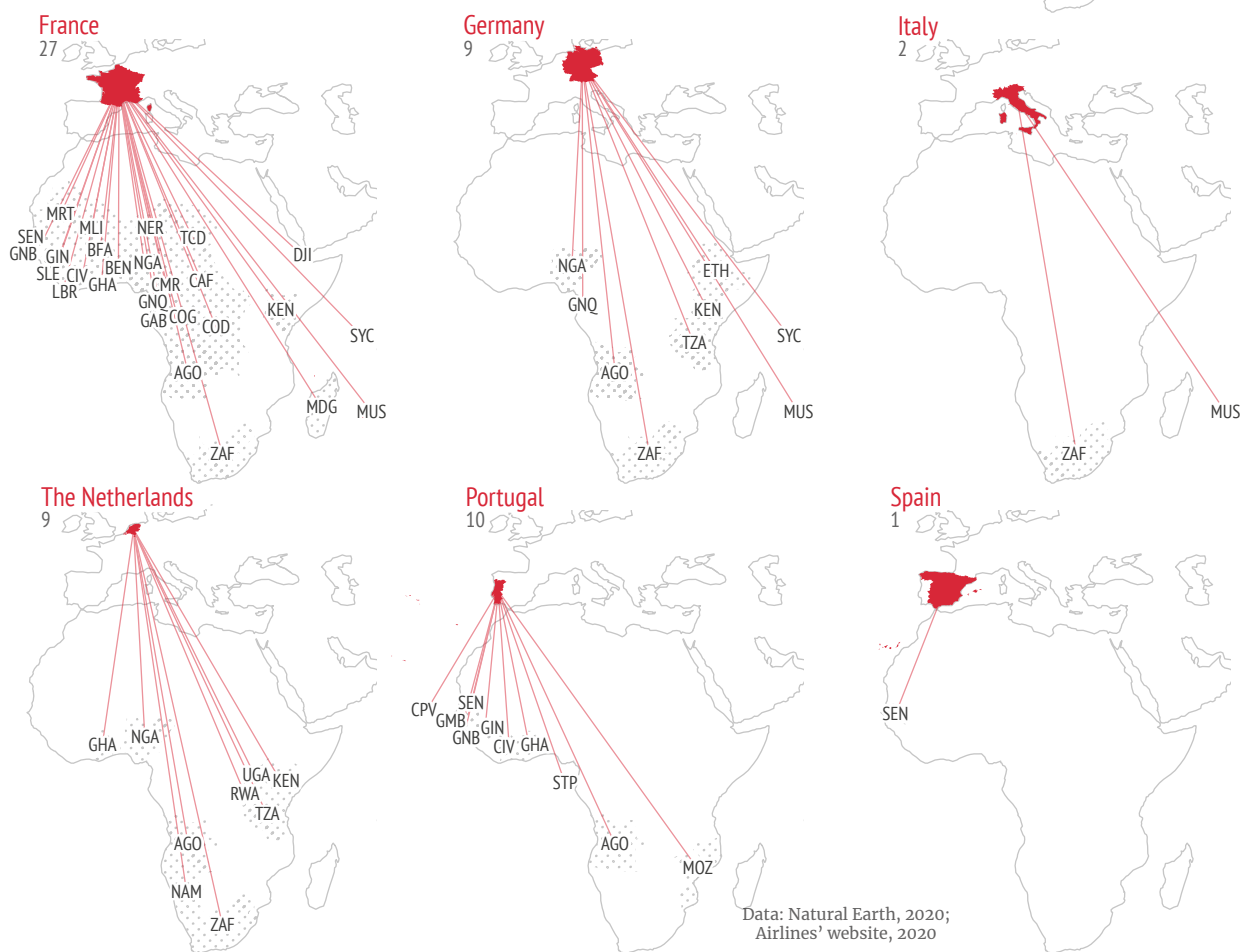 France
27
MRT
SEN
GNB
GIN
MLI
BFA
SLE
CIV
LBR
GHA
BEN
NER
NGA
TCD
CMR
CAF
GNQ
GAB
COG
COD
AGO
ZAF
DJI
KEN
SYC
MDG
MUS
Germany
9
NGA
GNQ
ETH
KEN
TZA
SYC
AGO
MUS
ZAF
Italy
2
MUS
ZAF
The Netherlands
9
GHA
NGA
UGA
KEN
RWA
TZA
AGO
NAM
ZAF
Portugal
10
CPV
SEN
GMB
GNB
GIN
CIV
GHA
STP
AGO
MOZ
Spain
1
SEN
Data: Natural Earth, 2020;
Airlines’ website, 2020